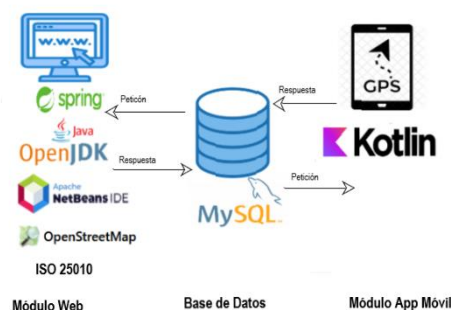 www.
spring
Java
OpenJDK
Apache
NetBeans IDE
OpenStreetMap
ISO 25010
Módulo Web
Peticón
Respuesta
MySQL
Base de Datos
Respuesta
Petición
GPS
Kotlin
Módulo App Móvil